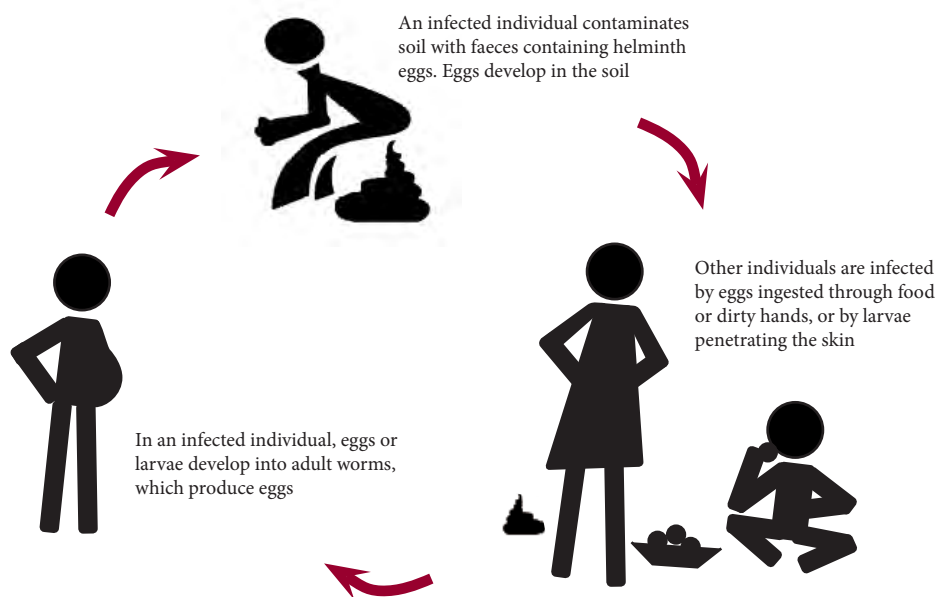 An infected individual contaminates
soil with faeces containing helminth
eggs. Eggs develop in the soil
Other individuals are infected
by eggs ingested through food
or dirty hands, or by larvae
penetrating the skin
In an infected individual, eggs or
larvae develop into adult worms,
which produce eggs